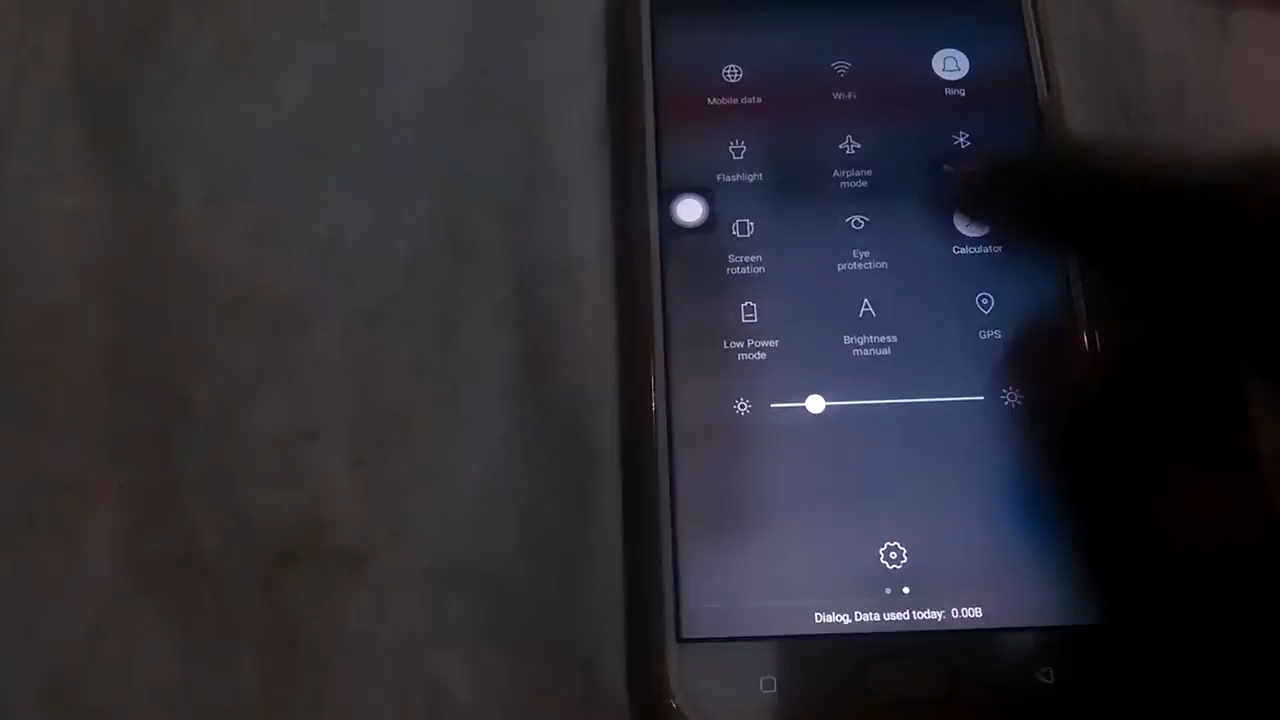 Mobile data
Wi-Fi
Ring
Flashlight
Airplane
mode
Screen
rotation
Eye
protection
Calculator
Low Power
mode
A
Brightness
manual
GPS
Dialog, Data used today: 0.00B